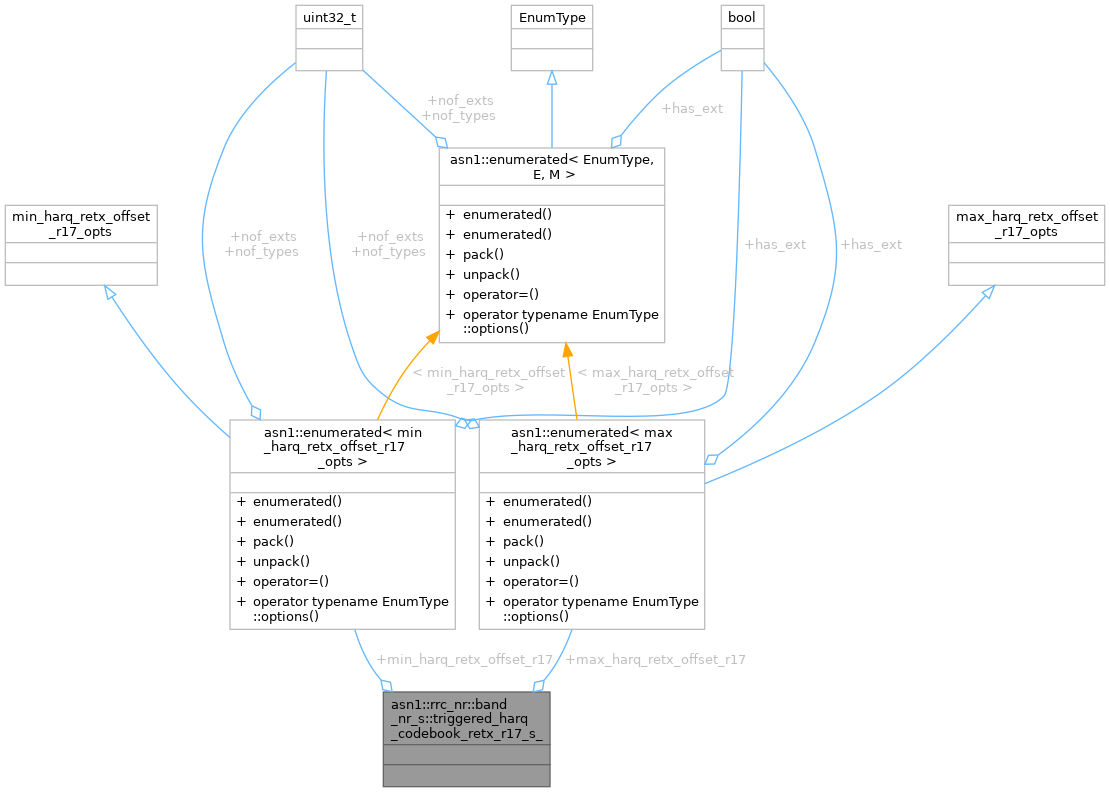 uint32_t
EnumType
bool
+nof_exts
+nof_types
+has_ext
asn1::enumerated< EnumType,
E, M >
+ enumerated()
+ enumerated()
+ pack()
+ unpack()
+ operator=()
+ operator typename EnumType
::options()
min_harq_retx_offset
_r17_opts
+nof_exts
+nof_types
+nof_exts
+nof_types
+has_ext
+has_ext
max_harq_retx_offset
_r17_opts
< min_harq_retx_offset
_r17_opts >
< max_harq_retx_offset
_r17_opts >
asn1::enumerated< min
_harq_retx_offset_r17
_opts >
+ enumerated()
+ enumerated()
+ pack()
+ unpack()
+ operator=()
+ operator typename EnumType
::options()
asn1::enumerated< max
_harq_retx_offset_r17
_opts >
+ enumerated()
+ enumerated()
+ pack()
+ unpack()
+ operator=()
+ operator typename EnumType
::options()
+min_harq_retx_offset_r17
+max_harq_retx_offset_r17
asn1::rrc_nr::band
_nr_s::triggered_harq
_codebook_retx_r17_s_